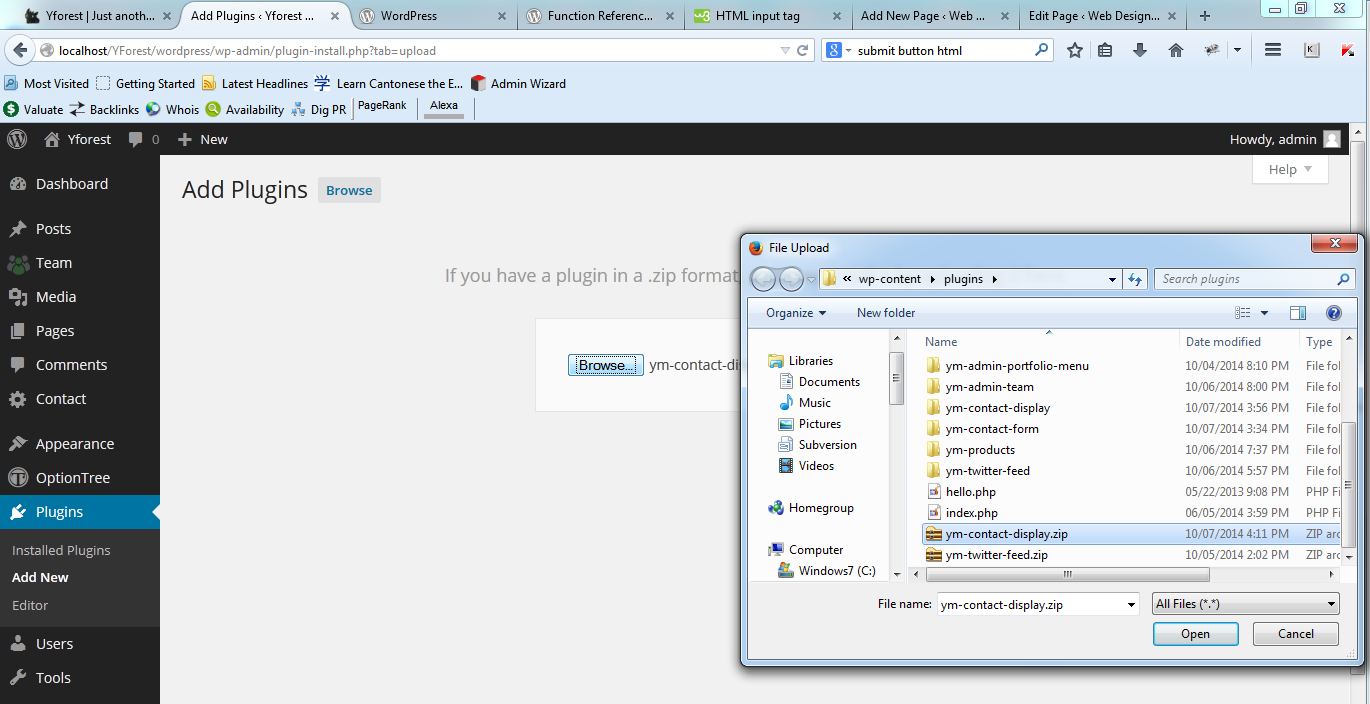 Yforest | Just anoth... Add Plugins ‹ Yforest ... WordPress Function Referenc... HTML input tag Add New Page ‹ Web ... Edit Page ‹ Web Design...
localhost/YForest/wordpress/wp-admin/plugin-install.php?tab=upload submit button html
Most Visited Getting Started Latest Headlines Learn Cantonese the E... Admin Wizard
Valuate Backlinks Whois Availability Dig PR PageRank Alexa
Yforest 0 New Howdy, admin
Help
Add Plugins Browse
Dashboard
Posts
Team
Media
Pages
Comments
Contact
Appearance
OptionTree
Plugins
Installed Plugins
Add New
Editor
Users
Tools
If you have a plugin in a .zip format
Browse... ym-contact-di
File Upload
« wp-content plugins Search plugins
Organize New folder
Libraries
Documents
Music
Pictures
Subversion
Videos
Homegroup
Computer
Windows7 (C:)
Name Date modified Type
ym-admin-portfolio-menu 10/04/2014 8:10 PM File fol
ym-admin-team 10/06/2014 8:00 PM File fol
ym-contact-display 10/07/2014 3:56 PM File fol
ym-contact-form 10/07/2014 3:34 PM File fol
ym-products 10/06/2014 7:37 PM File fol
ym-twitter-feed 10/06/2014 5:57 PM File fol
hello.php 05/22/2013 9:08 PM PHP Fi
index.php 06/05/2014 3:59 PM PHP Fi
ym-contact-display.zip 10/07/2014 4:11 PM ZIP arc
ym-twitter-feed.zip 10/05/2014 2:02 PM ZIP arc
File name: ym-contact-display.zip All Files (*.*)
Open Cancel